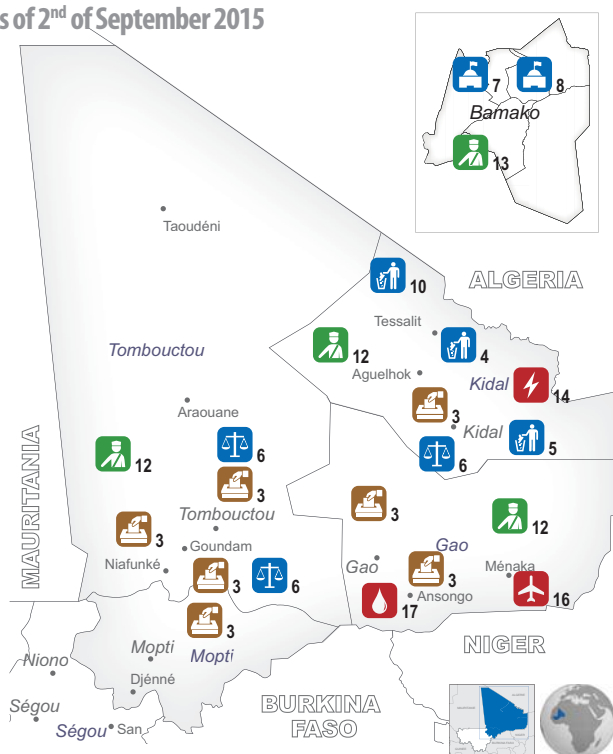 s of 2nd of September 2015
7
8
Bamako
13
Taoudéni
10
ALGERIA
Tessalit
Tombouctou
12
4
Aguelhok
Kidal
14
Araouane
3
Kidal
5
6
6
12
3
3
12
Tombouctou
3
Goundam
Gao
Gao
Ménaka
MAURITANIA
Niafunké
3
6
3
Ansongo
17
16
3
Mopti
Mopti
NIGER
Niono
Djénné
Ségou
Ségou
San
BURKINA
FASO